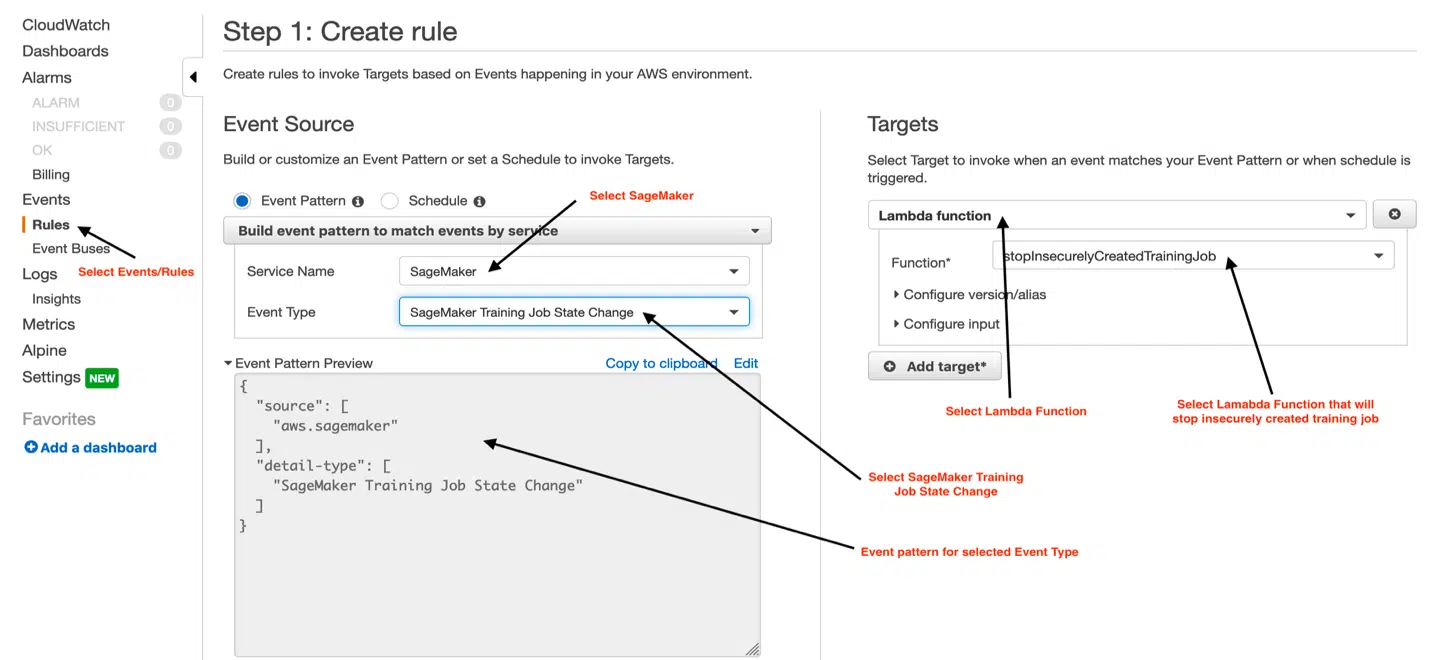 CloudWatch
Dashboards
Alarms
ALARM 0
INSUFFICIENT 0
OK 0
Billing
Events
Rules
Event Buses
Select Events/Rules
Logs
Insights
Metrics
Alpine
Settings NEW
Favorites
Add a dashboard
Step 1: Create rule
Create rules to invoke Targets based on Events happening in your AWS environment.
Event Source
Build or customize an Event Pattern or set a Schedule to invoke Targets.
Event Pattern Schedule
Select SageMaker
Build event pattern to match events by service
Service Name SageMaker
Event Type SageMaker Training Job State Change
Event Pattern Preview Copy to clipboard Edit
{
"source": [
"aws.sagemaker"
],
"detail-type": [
"SageMaker Training Job State Change"
]
}
Targets
Select Target to invoke when an event matches your Event Pattern or when schedule is
triggered.
Lambda function
Function* stopInsecurelyCreatedTrainingJob
Configure version/alias
Configure input
Add target*
Select Lambda Function
Select Lamabda Function that will
stop insecurely created training job
Select SageMaker Training
Job State Change
Event pattern for selected Event Type